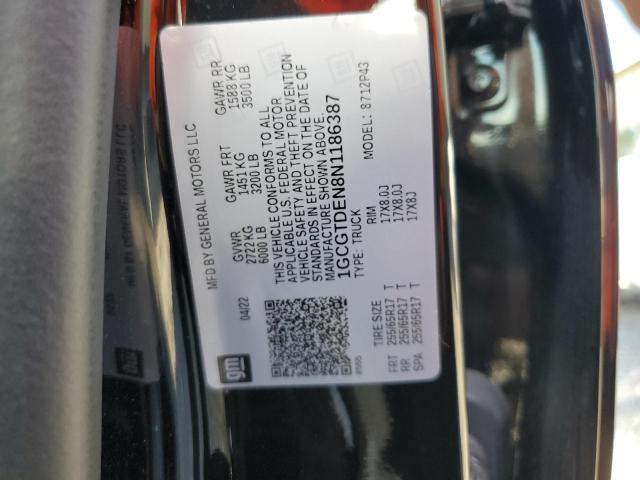 MFD BY GENERAL MOTORS LLC
04/22
GVWR GAWR FRT GAWR RR
2722 KG 1451 KG 1588 KG
6000 LB 3200 LB 3500 LB
THIS VEHICLE CONFORMS TO ALL
APPLICABLE U.S. FEDERAL MOTOR
VEHICLE SAFETY AND THEFT PREVENTION
STANDARDS IN EFFECT ON THE DATE OF
MANUFACTURE SHOWN ABOVE.
1GCGTDEN8N1186387
TYPE: TRUCK MODEL: 8712P43
TIRE SIZE RIM
FRT 255/65R17 T 17X8.0J
RR 255/65R17 T 17X8.0J
SPA 255/65R17 T 17X8J
gm